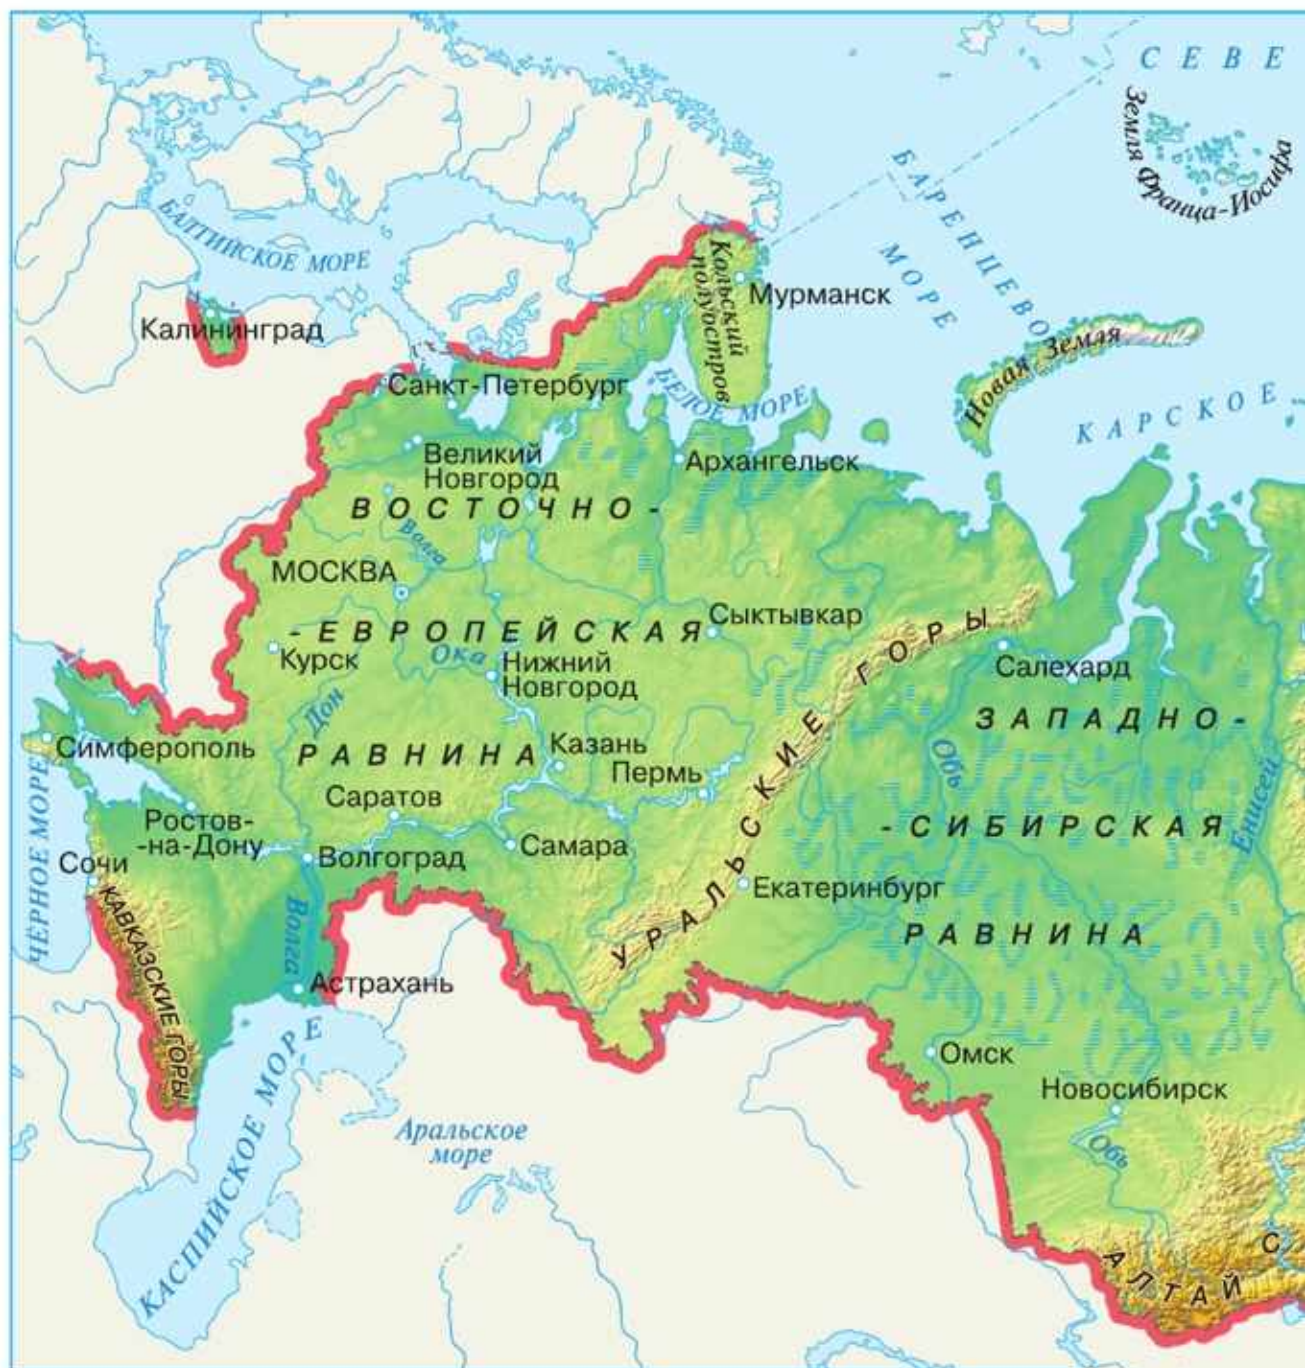 С Е В Е
Земля Франца-Иосифа
БАРЕНЦЕВО
МОРЕ
БАЛТИЙСКОЕ МОРЕ
Кольский
полуостров
Мурманск
Калининград
Новая Земля
Санкт-Петербург
БЕЛОЕ МОРЕ
КАРСКОЕ
Великий
Новгород
Архангельск
ВОСТОЧНО-
Волга
МОСКВА
Сыктывкар
-ЕВРОПЕЙСКАЯ
Курск
Ока
Нижний
Новгород
УРАЛЬСКИЕ ГОРЫ
Салехард
Дон
ЗАПАДНО-
Симферополь
РАВНИНА
Казань
Пермь
Обь
Енисей
ЧЁРНОЕ МОРЕ
Саратов
Ростов-
-на-Дону
-СИБИРСКАЯ
Самара
Волгоград
Сочи
Екатеринбург
КАВКАЗСКИЕ ГОРЫ
Волга
РАВНИНА
Астрахань
Омск
КАСПИЙСКОЕ МОРЕ
Новосибирск
Аральское
море
Обь
АЛТАЙ
С